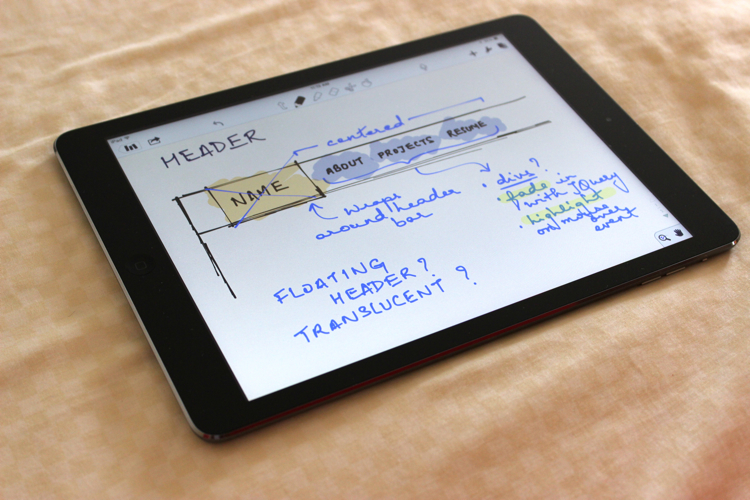 HEADER
centered
NAME
ABOUT PROJECTS RESUME
wraps
around/header
bar
• divs?
• fade in
with jQuery
• highlight
on mouse
over
event
FLOATING
HEADER?
TRANSLUCENT?